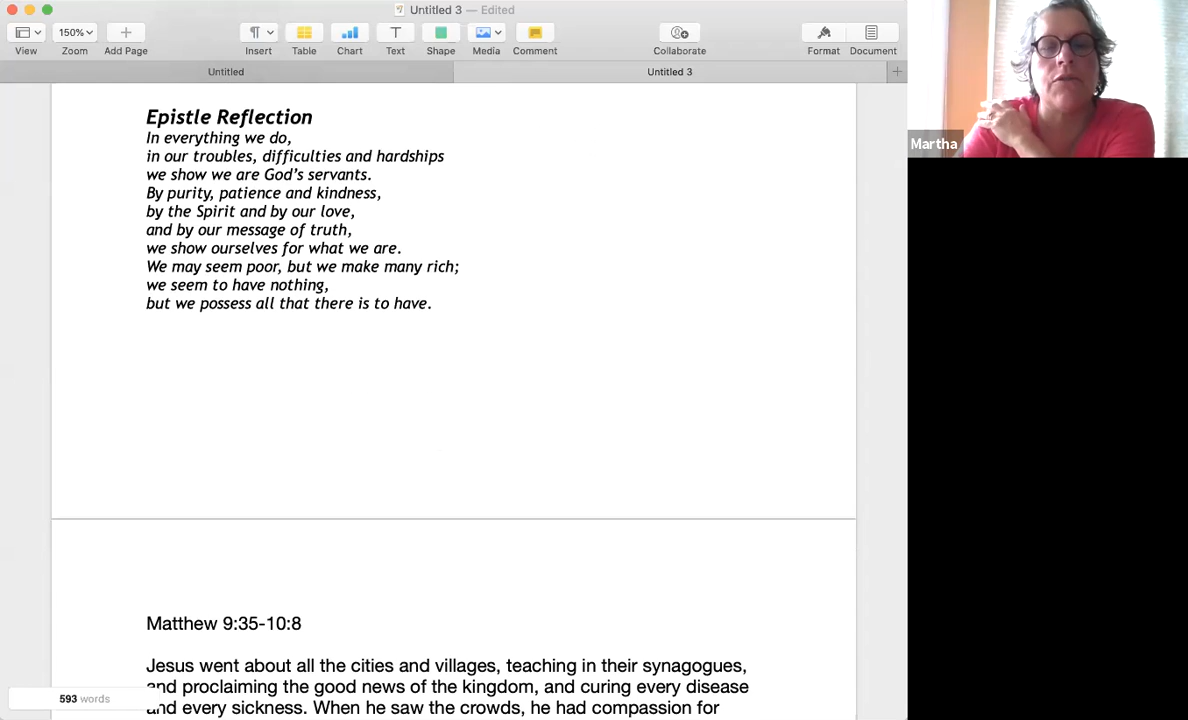 Untitled 3 — Edited
150%
View
Zoom
Add Page
Insert
Table
Chart
Text
Shape
Media
Comment
Collaborate
Format
Document
Untitled
Untitled 3
Epistle Reflection
In everything we do,
in our troubles, difficulties and hardships
we show we are God's servants.
By purity, patience and kindness,
by the Spirit and by our love,
and by our message of truth,
we show ourselves for what we are.
We may seem poor, but we make many rich;
we seem to have nothing,
but we possess all that there is to have.
Matthew 9:35-10:8
Jesus went about all the cities and villages, teaching in their synagogues,
and proclaiming the good news of the kingdom, and curing every disease
and every sickness. When he saw the crowds, he had compassion for
593 words
Martha